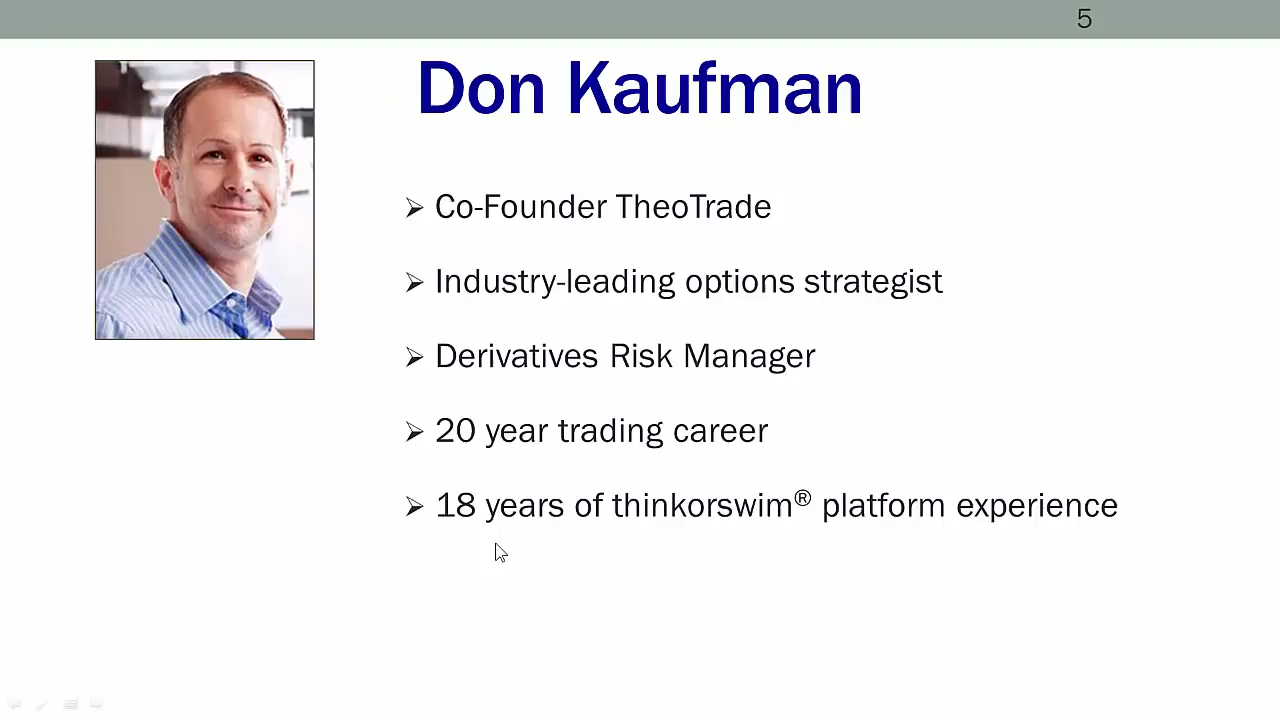 5
Don Kaufman
Co-Founder TheoTrade
Industry-leading options strategist
Derivatives Risk Manager
20 year trading career
18 years of thinkorswim® platform experience